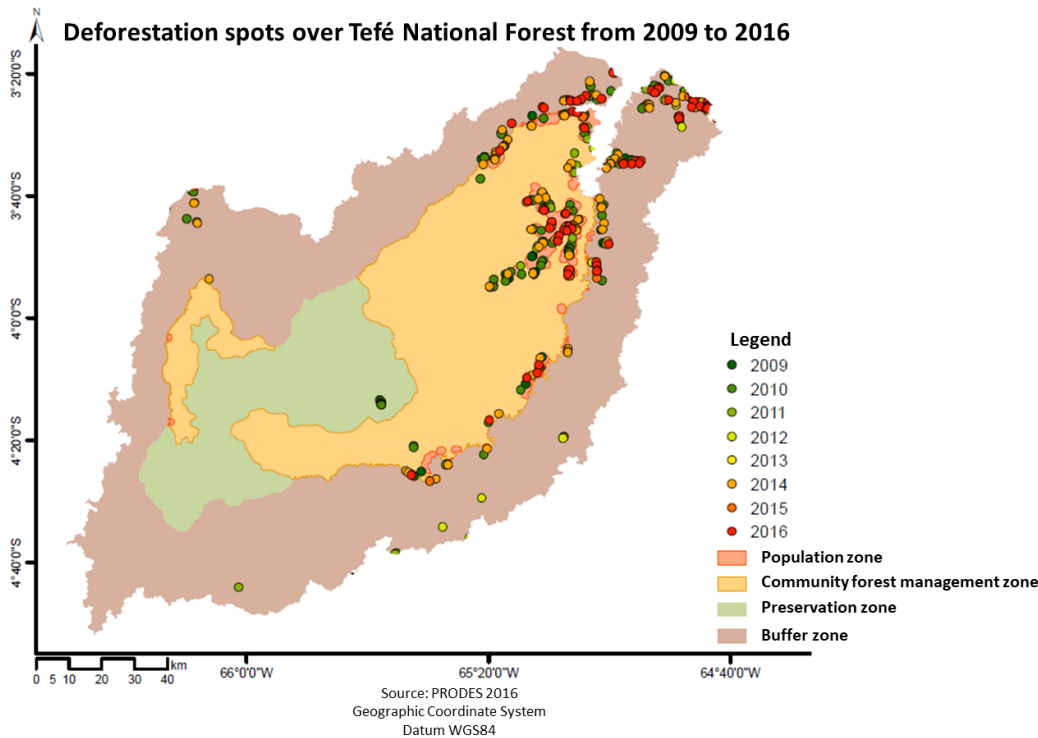 N
Deforestation spots over Tefé National Forest from 2009 to 2016
3°20'0"S
3°40'0"S
4°0'0"S
4°20'0"S
4°40'0"S
Legend
2009
2010
2011
2012
2013
2014
2015
2016
Population zone
Community forest management zone
Preservation zone
Buffer zone
km
0 5 10 20 30 40
66°0'0"W
65°20'0"W
64°40'0"W
Source: PRODES 2016
Geographic Coordinate System
Datum WGS84